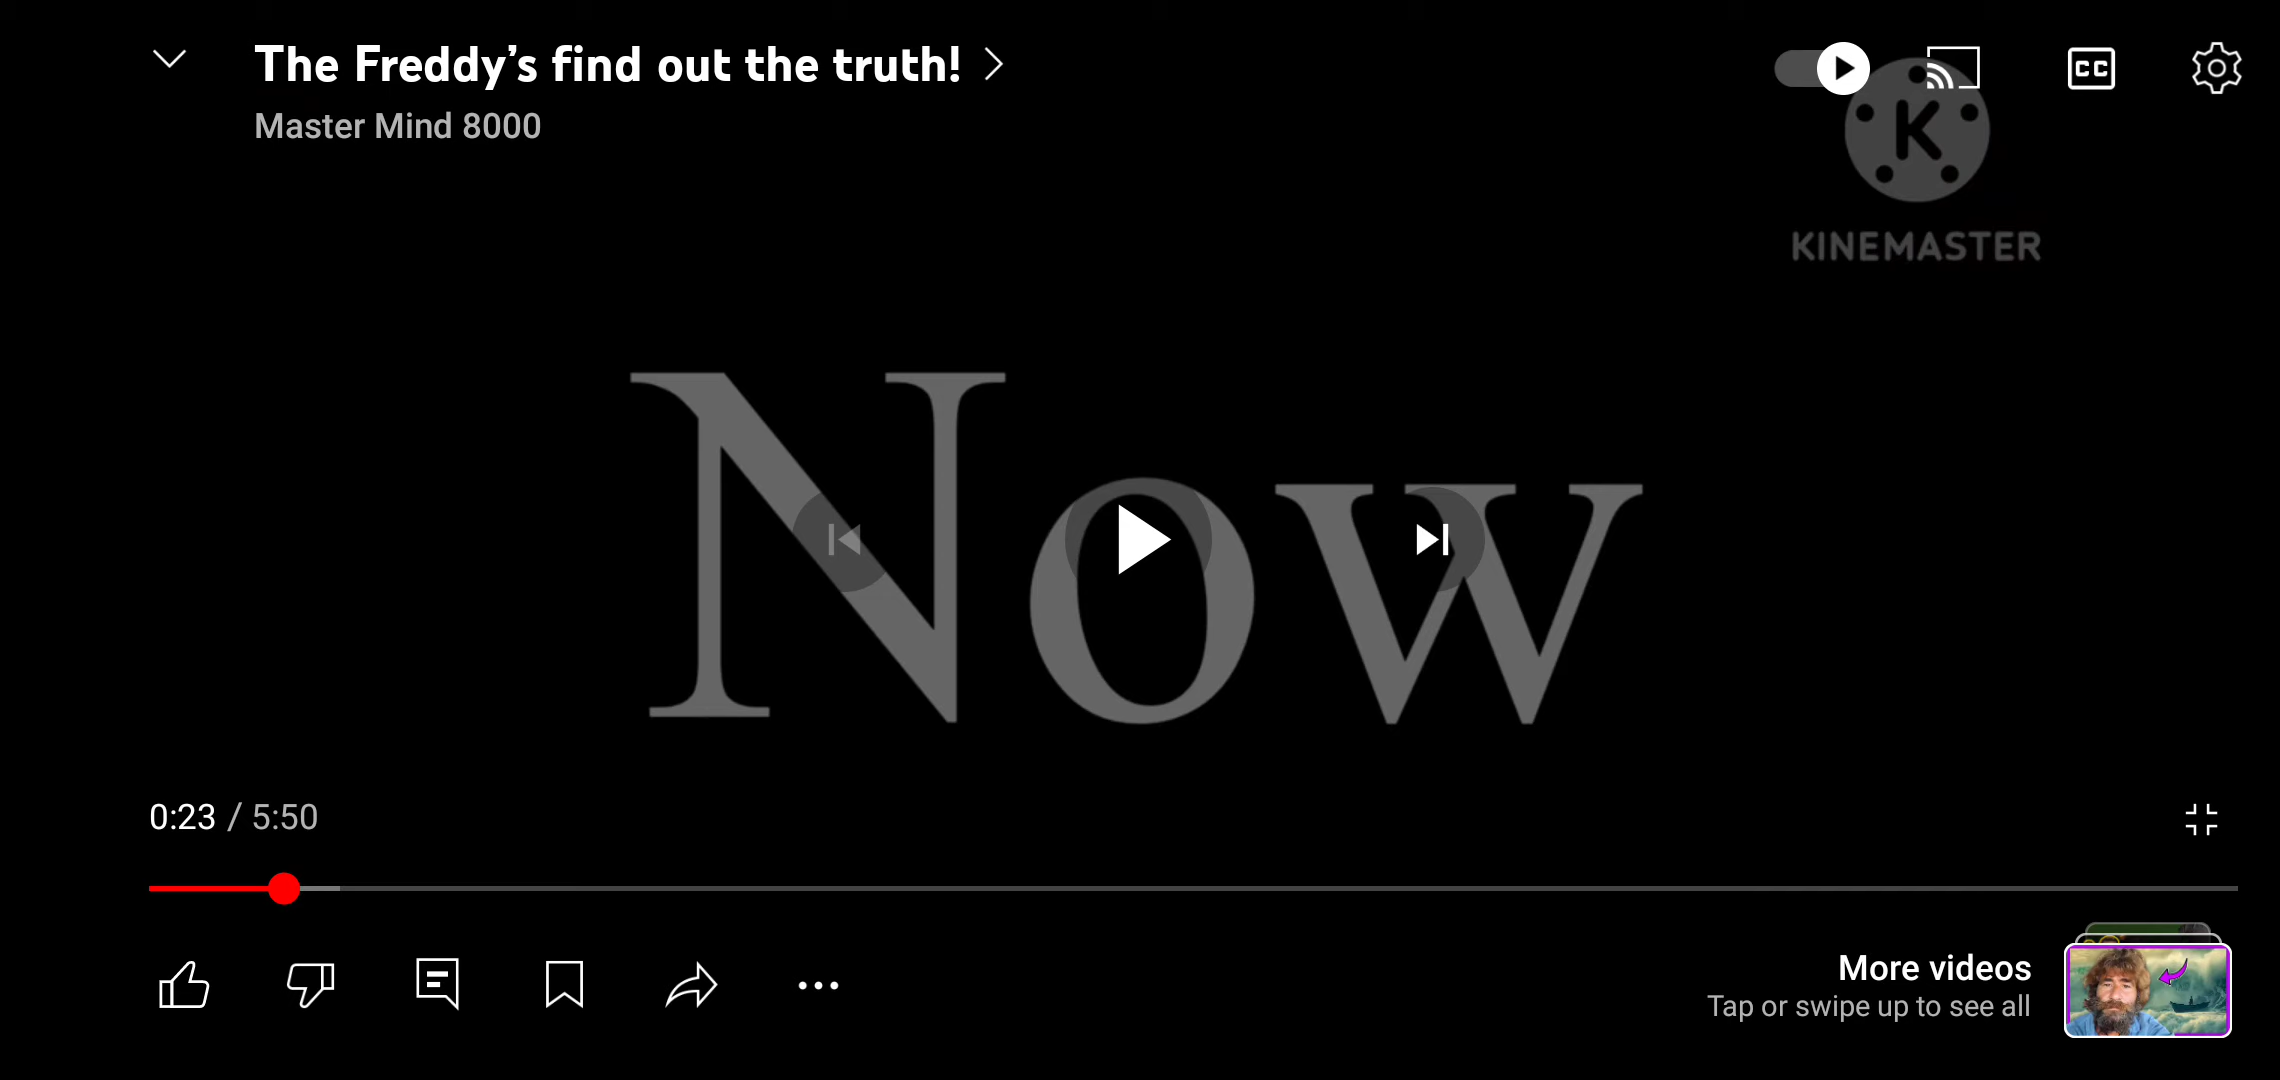 The Freddy’s find out the truth!
Master Mind 8000
CC
K
KINEMASTER
Now
0:23 / 5:50
More videos
Tap or swipe up to see all